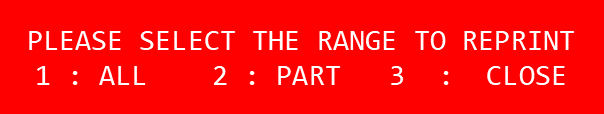 PLEASE SELECT THE RANGE TO REPRINT
1 : ALL    2 : PART   3  :  CLOSE